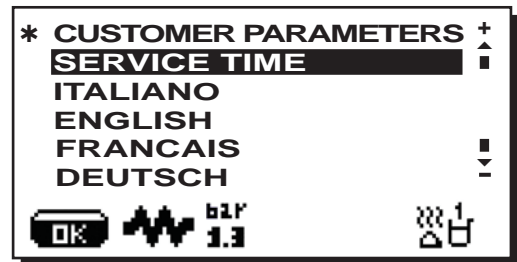 * CUSTOMER PARAMETERS +
SERVICE TIME
ITALIANO
ENGLISH
FRANCAIS
DEUTSCH -
OK bar 1
1.3